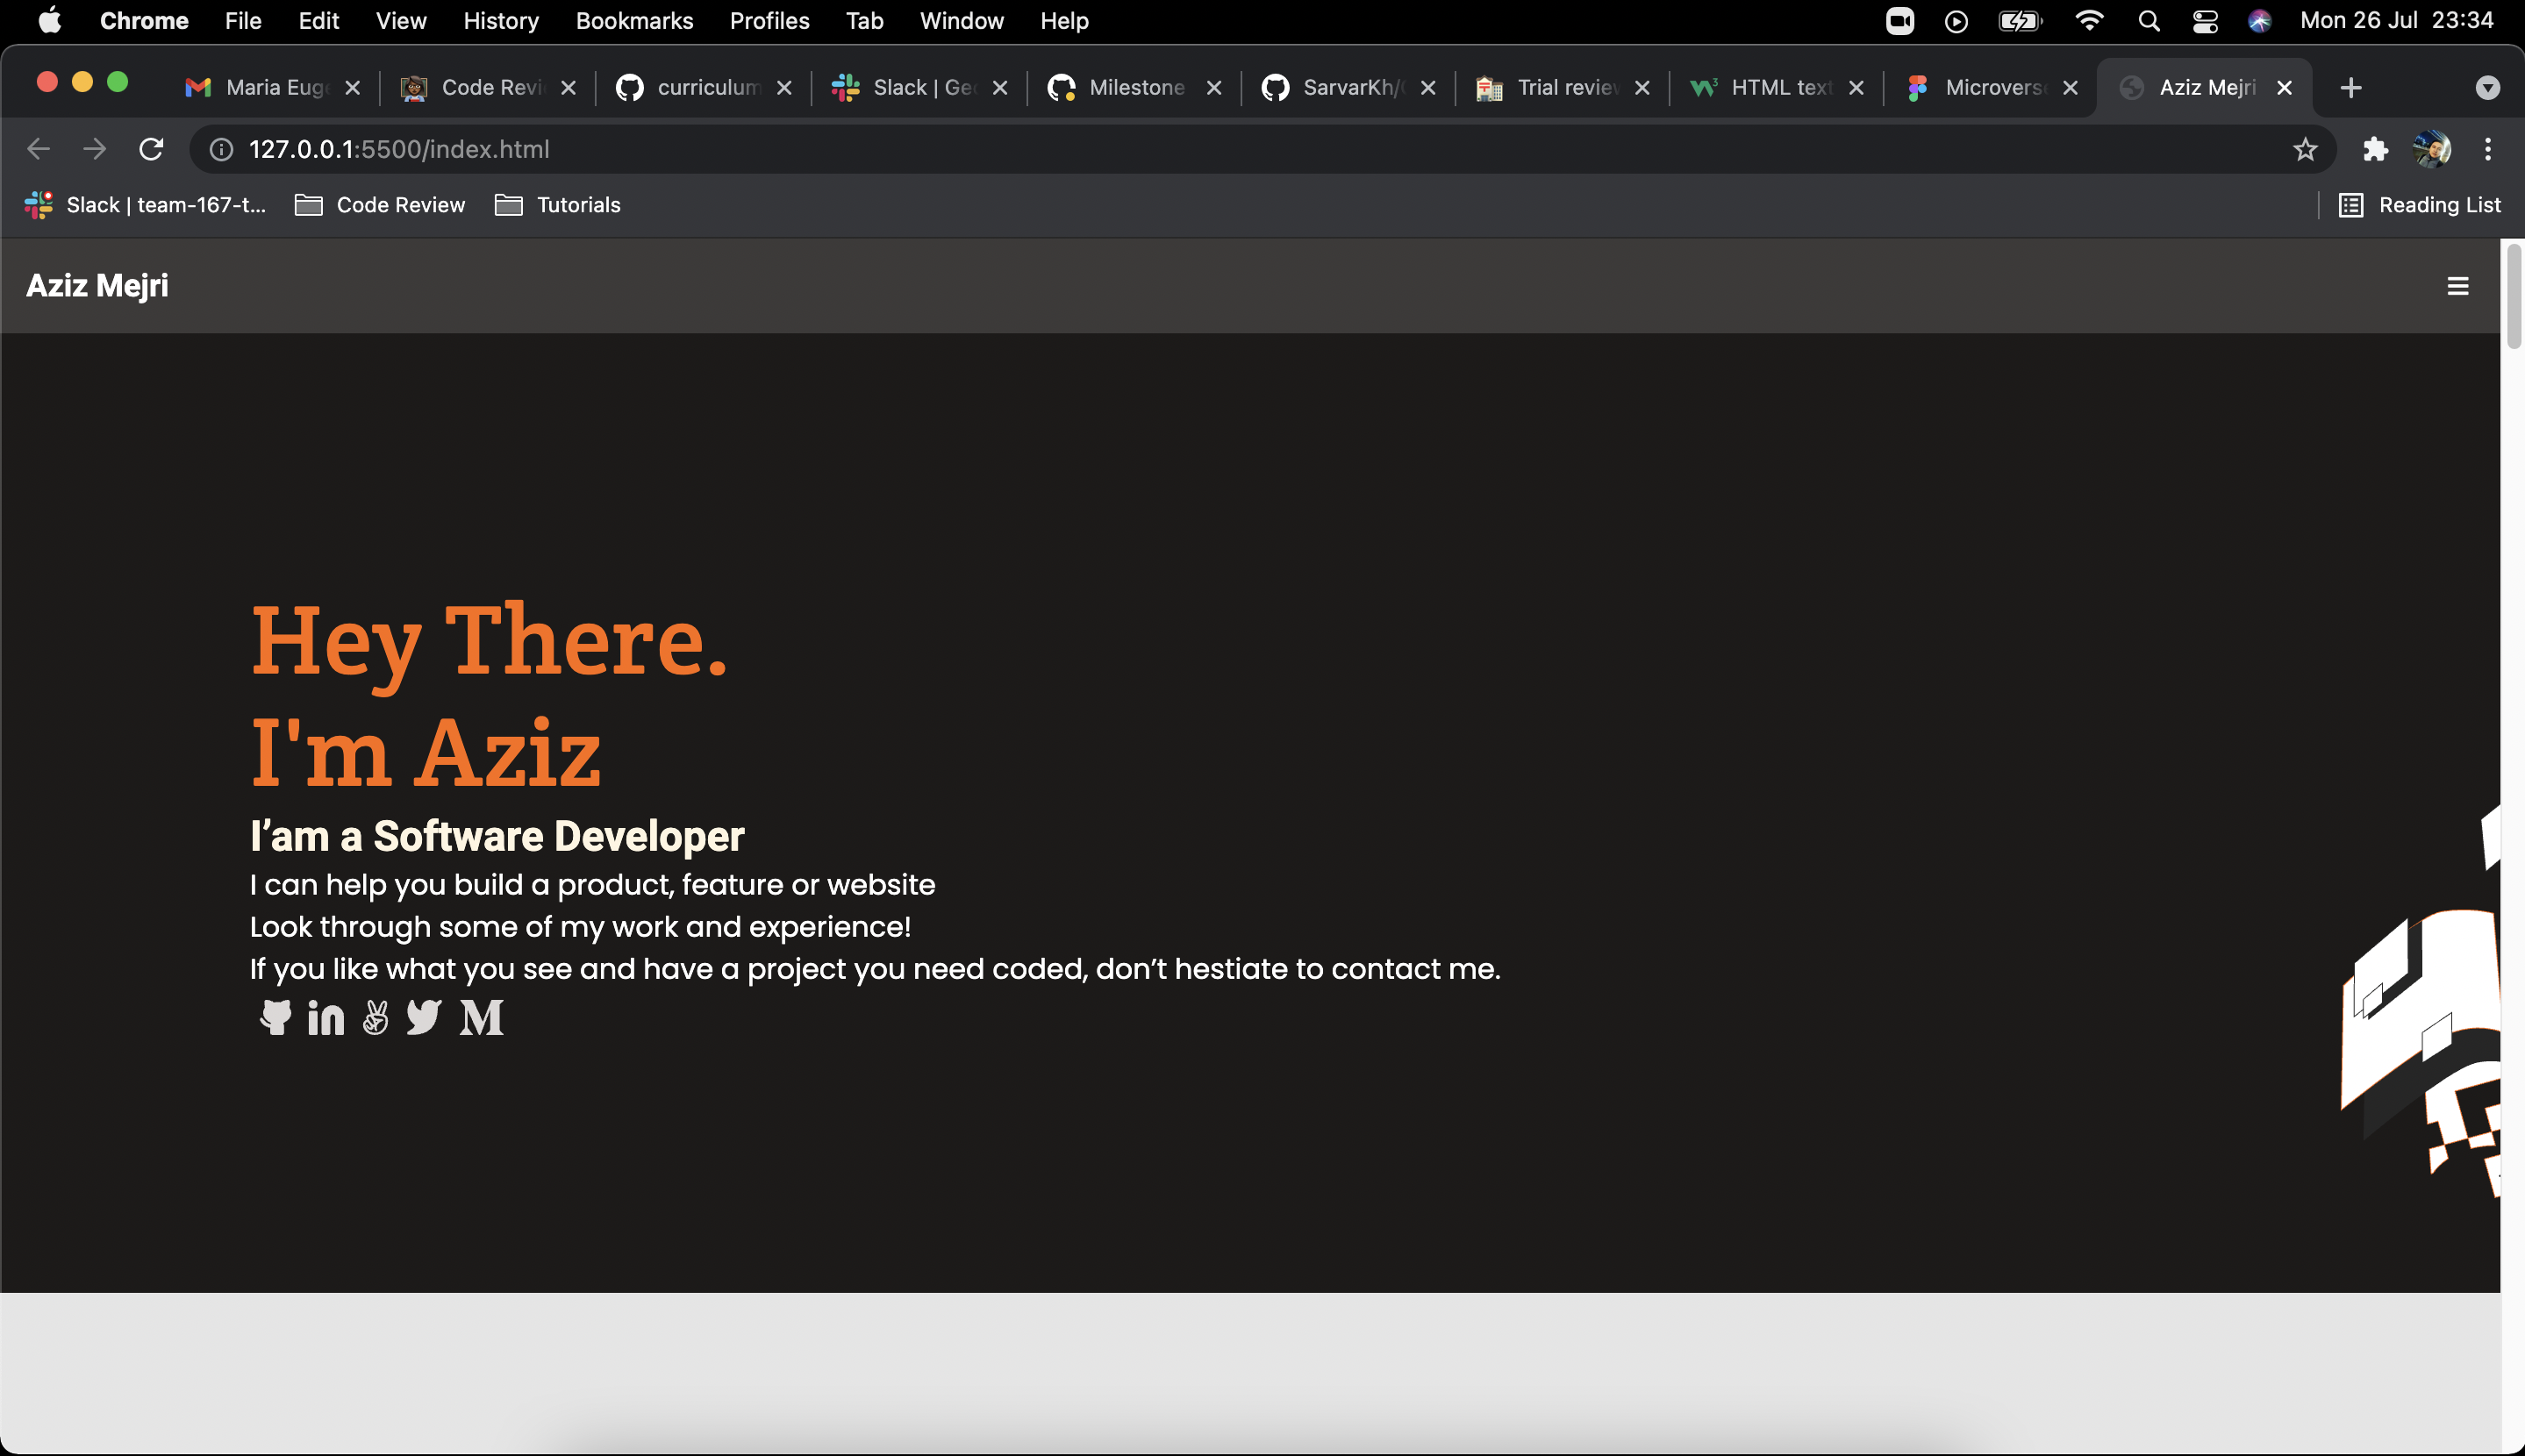 Chrome File Edit View History Bookmarks Profiles Tab Window Help Mon 26 Jul 23:34
Maria Euge Code Revi curriculum Slack | Geo Milestone SarvarKh/ Trial review HTML text Microverse Aziz Mejri
127.0.0.1:5500/index.html
Slack | team-167-t... Code Review Tutorials Reading List
Aziz Mejri
Hey There.
I'm Aziz
I’am a Software Developer
I can help you build a product, feature or website
Look through some of my work and experience!
If you like what you see and have a project you need coded, don’t hestiate to contact me.